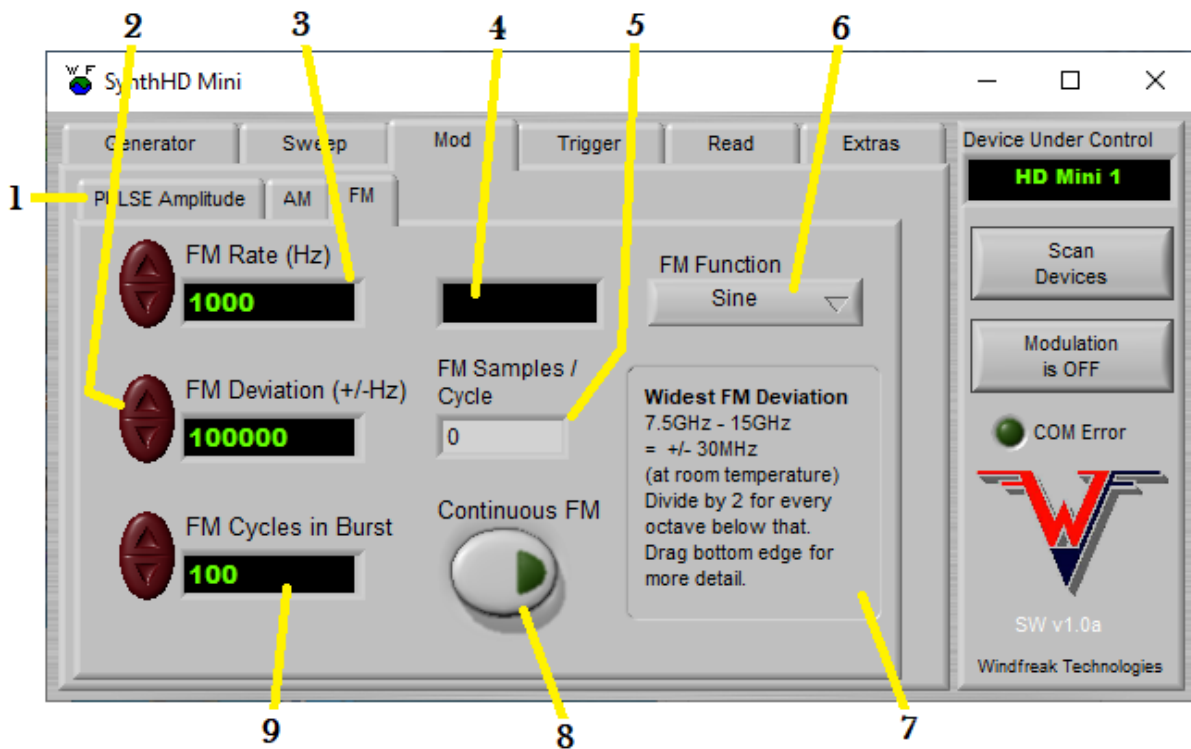 2 3 4 5 6
W F SynthHD Mini
Generator Sweep Mod Trigger Read Extras
Device Under Control
HD Mini 1
1 PULSE Amplitude AM FM
FM Rate (Hz)
1000
FM Function
Sine
Scan
Devices
Modulation
is OFF
FM Deviation (+/-Hz)
100000
FM Samples /
Cycle
0
Widest FM Deviation
7.5GHz - 15GHz
= +/- 30MHz
(at room temperature)
Divide by 2 for every
octave below that.
Drag bottom edge for
more detail.
COM Error
FM Cycles in Burst
100
Continuous FM
W
SW v1.0a
Windfreak Technologies
9 8 7